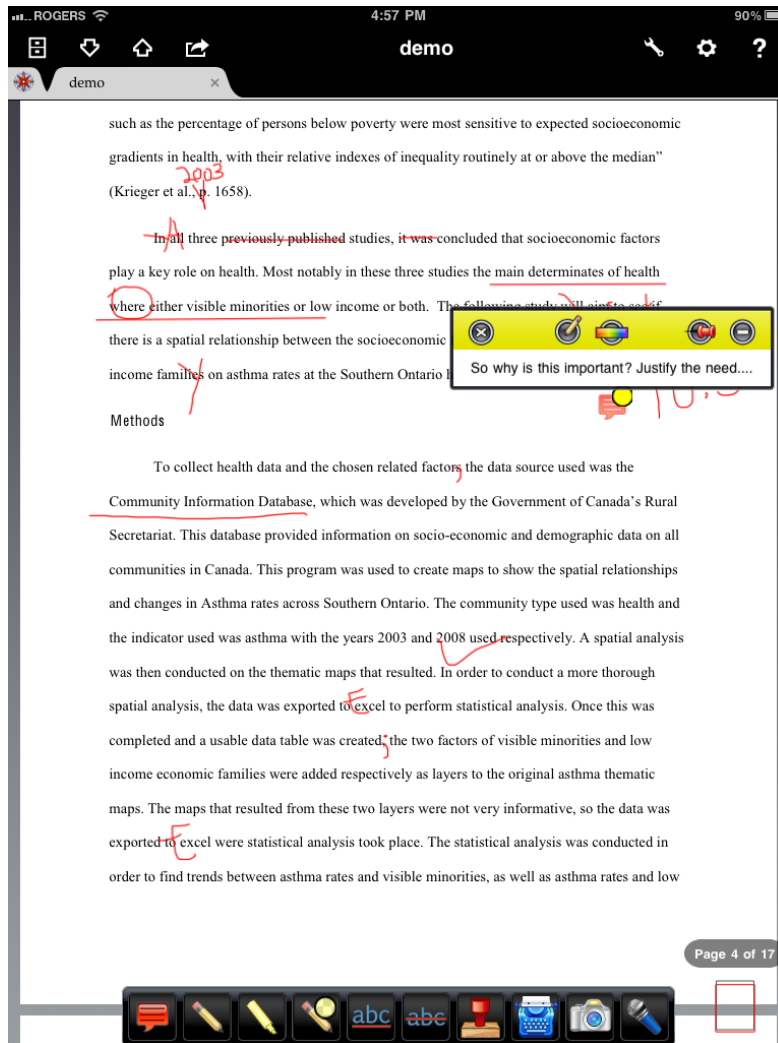 ROGERS 4:57 PM 90%
demo ?
demo ×
such as the percentage of persons below poverty were most sensitive to expected socioeconomic
gradients in health, with their relative indexes of inequality routinely at or above the median”
2003
(Krieger et al., p. 1658).
A
In all three previously published studies, it was concluded that socioeconomic factors
play a key role on health. Most notably in these three studies the main determinates of health
where either visible minorities or low income or both. The following study will aim to see if
there is a spatial relationship between the socioeconomic
So why is this important? Justify the need....
income families on asthma rates at the Southern Ontario
Methods
To collect health data and the chosen related factors, the data source used was the
Community Information Database, which was developed by the Government of Canada’s Rural
Secretariat. This database provided information on socio-economic and demographic data on all
communities in Canada. This program was used to create maps to show the spatial relationships
and changes in Asthma rates across Southern Ontario. The community type used was health and
the indicator used was asthma with the years 2003 and 2008 used respectively. A spatial analysis
was then conducted on the thematic maps that resulted. In order to conduct a more thorough
spatial analysis, the data was exported to E excel to perform statistical analysis. Once this was
completed and a usable data table was created; the two factors of visible minorities and low
income economic families were added respectively as layers to the original asthma thematic
maps. The maps that resulted from these two layers were not very informative, so the data was
exported to E excel were statistical analysis took place. The statistical analysis was conducted in
order to find trends between asthma rates and visible minorities, as well as asthma rates and low
Page 4 of 17
abc abc